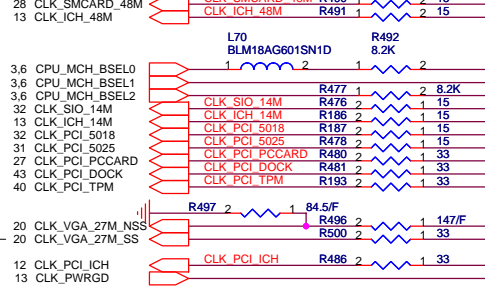 28 CLK_SMCARD_48M
13 CLK_ICH_48M CLK_ICH_48M R491 1 2 15
L70 R492
BLM18AG601SN1D 8.2K
3,6 CPU_MCH_BSEL0 1 2 1 2
3,6 CPU_MCH_BSEL1
3,6 CPU_MCH_BSEL2 R477 1 2 8.2K
32 CLK_SIO_14M CLK_SIO_14M R476 2 1 15
13 CLK_ICH_14M CLK_ICH_14M R186 2 1 15
32 CLK_PCI_5018 CLK_PCI_5018 R187 2 1 15
31 CLK_PCI_5025 CLK_PCI_5025 R478 2 1 15
27 CLK_PCI_PCCARD CLK_PCI_PCCARD R480 2 1 33
43 CLK_PCI_DOCK CLK_PCI_DOCK R481 2 1 33
40 CLK_PCI_TPM CLK_PCI_TPM R193 2 1 33
R497 2 1 84.5/F
20 CLK_VGA_27M_NSS R496 2 1 147/F
20 CLK_VGA_27M_SS R500 2 1 33
12 CLK_PCI_ICH CLK_PCI_ICH R486 2 1 33
13 CLK_PWRGD